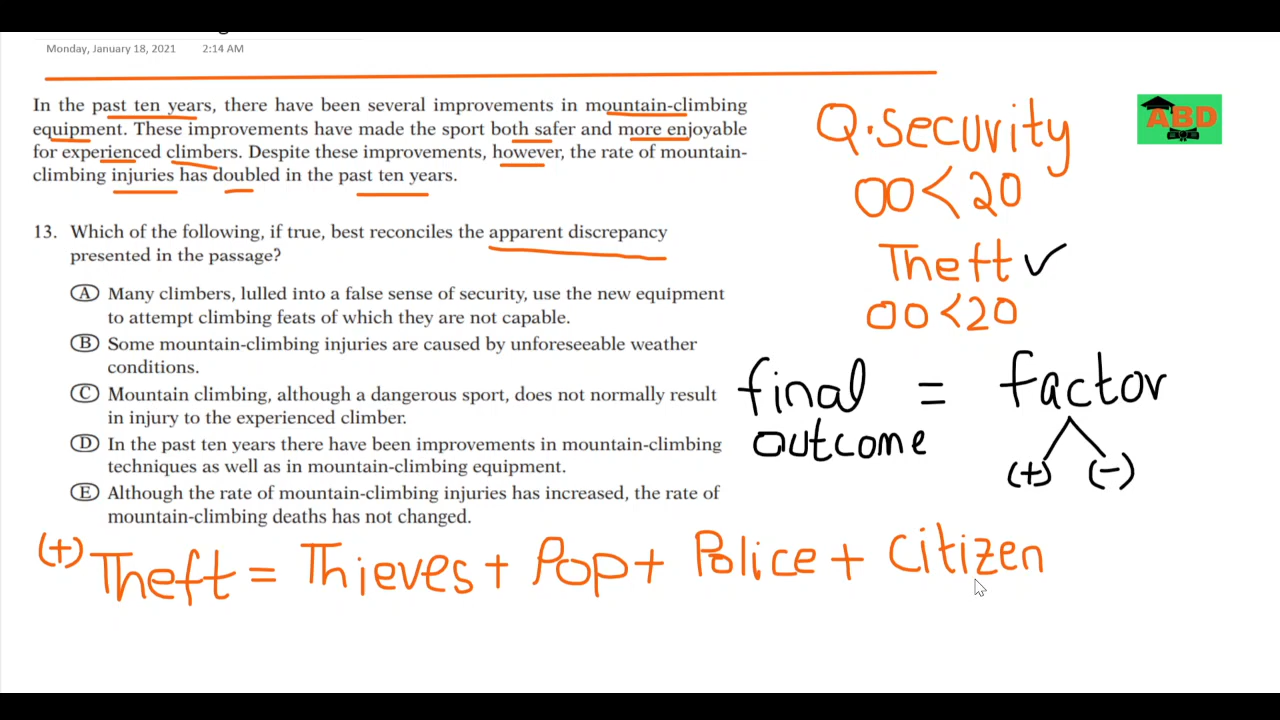 Monday, January 18, 2021 2:14 AM
In the past ten years, there have been several improvements in mountain-climbing
equipment. These improvements have made the sport both safer and more enjoyable
for experienced climbers. Despite these improvements, however, the rate of mountain-
climbing injuries has doubled in the past ten years.
13. Which of the following, if true, best reconciles the apparent discrepancy
presented in the passage?
A Many climbers, lulled into a false sense of security, use the new equipment
to attempt climbing feats of which they are not capable.
B Some mountain-climbing injuries are caused by unforeseeable weather
conditions.
C Mountain climbing, although a dangerous sport, does not normally result
in injury to the experienced climber.
D In the past ten years there have been improvements in mountain-climbing
techniques as well as in mountain-climbing equipment.
E Although the rate of mountain-climbing injuries has increased, the rate of
mountain-climbing deaths has not changed.
Q.Security
00<20
Theft ✓
00<20
final = factor
outcome (+) (-)
(+) Theft = Thieves + Pop + Police + Citizen
ABD